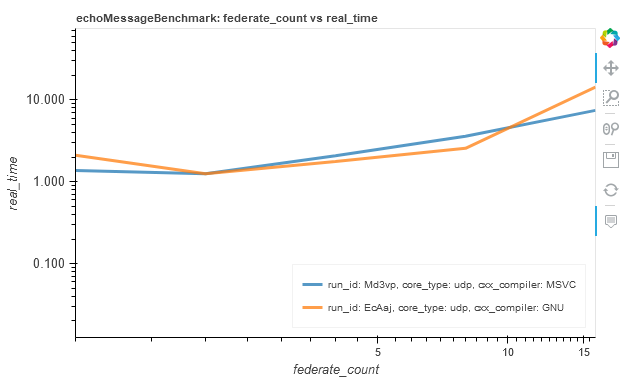 echoMessageBenchmark: federate_count vs real_time
10.000
1.000
0.100
real_time
run_id: Md3vp, core_type: udp, cxx_compiler: MSVC
run_id: EcAaj, core_type: udp, cxx_compiler: GNU
5
10
15
federate_count